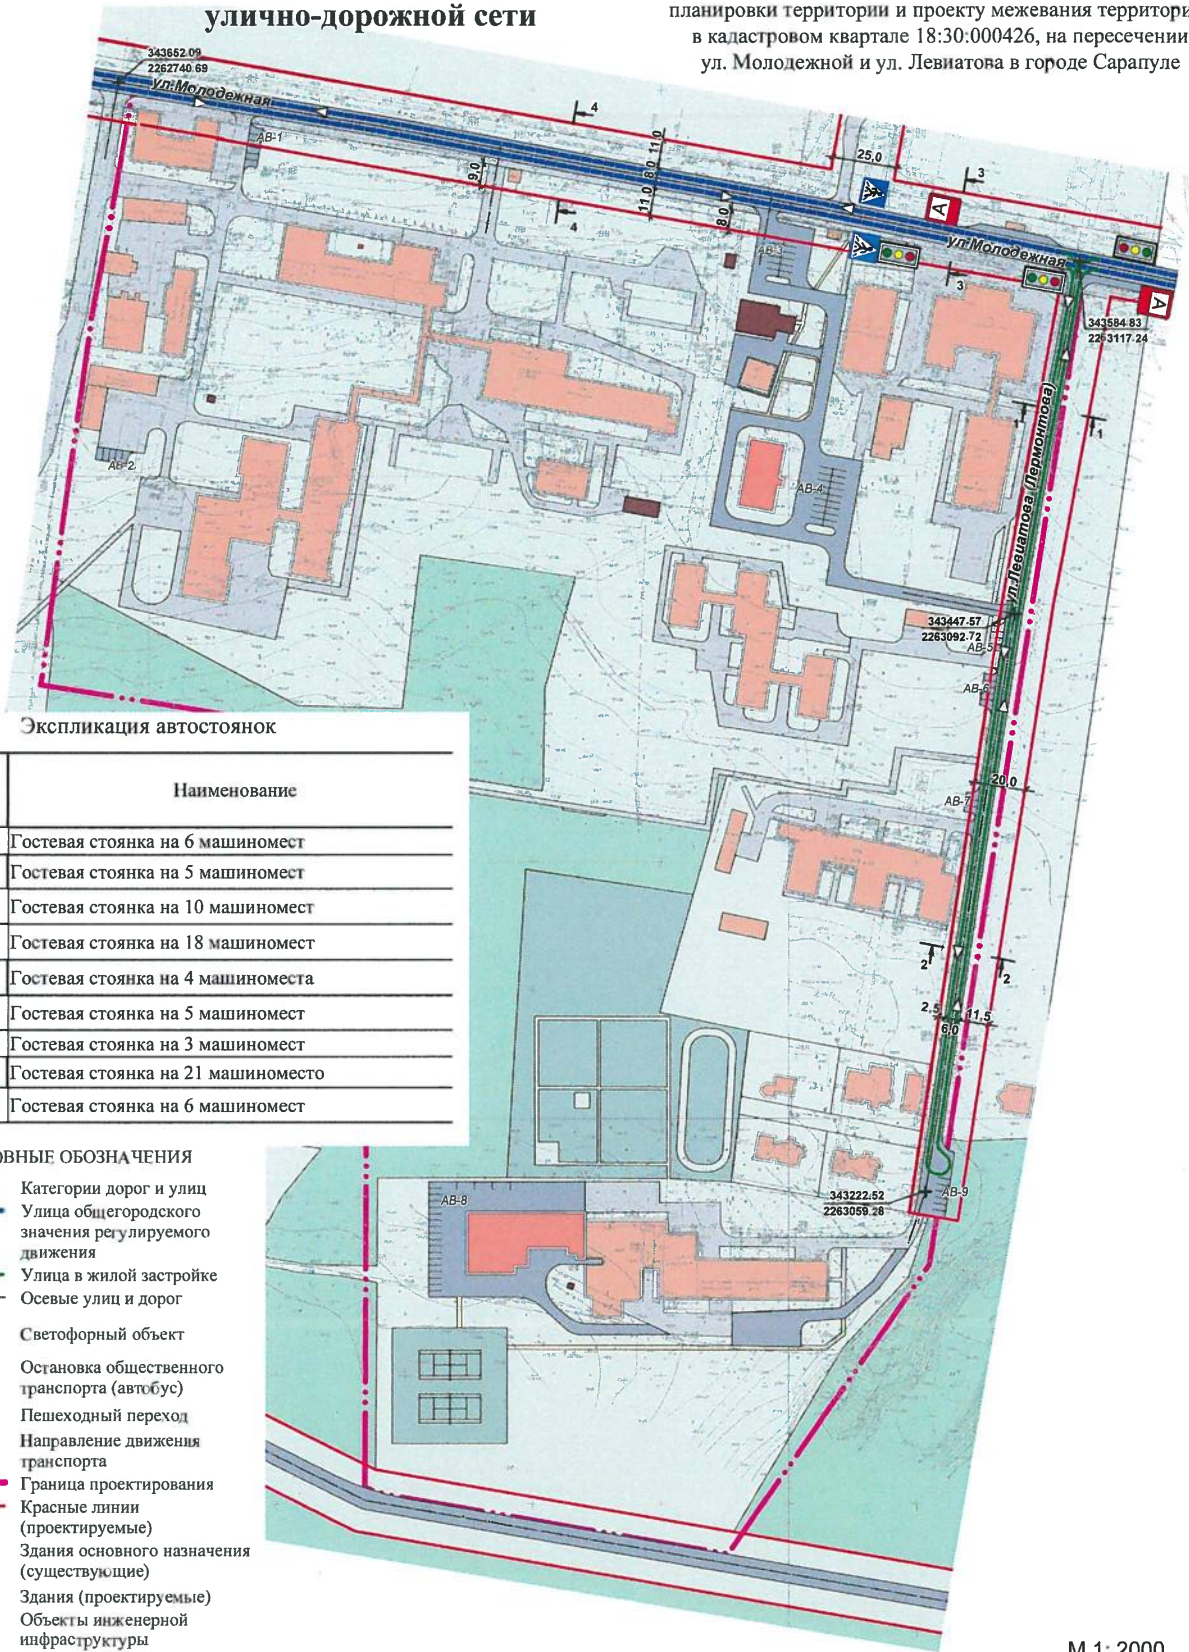 улично-дорожной сети
планировки территории и проекту межевания территори
в кадастровом квартале 18:30:000426, на пересечении
ул. Молодежной и ул. Левиатова в городе Сарапуле
343652.09
2262740.69
ул.Молодежная
АВ-1
4
4
9,0
11,0 8,0 11,0
8,0
25,0
3
3
А
ул.Молодежная
А
АВ-3
343584.83
2263117.24
1
1
ул.Левиатова (Лермонтова)
АВ-2
АВ-4
343447.57
2263092.72
АВ-5
АВ-6
20,0
АВ-7
2
2
2,5
6,0
11,5
343222.52
2263059.28
АВ-9
АВ-8
Экспликация автостоянок
Наименование
Гостевая стоянка на 6 машиномест
Гостевая стоянка на 5 машиномест
Гостевая стоянка на 10 машиномест
Гостевая стоянка на 18 машиномест
Гостевая стоянка на 4 машиноместа
Гостевая стоянка на 5 машиномест
Гостевая стоянка на 3 машиномест
Гостевая стоянка на 21 машиноместо
Гостевая стоянка на 6 машиномест
ОВНЫЕ ОБОЗНАЧЕНИЯ
Категории дорог и улиц
Улица общегородского
значения регулируемого
движения
Улица в жилой застройке
Осевые улиц и дорог
Светофорный объект
Остановка общественного
транспорта (автобус)
Пешеходный переход
Направление движения
транспорта
Граница проектирования
Красные линии
(проектируемые)
Здания основного назначения
(существующие)
Здания (проектируемые)
Объекты инженерной
инфраструктуры
М 1: 2000